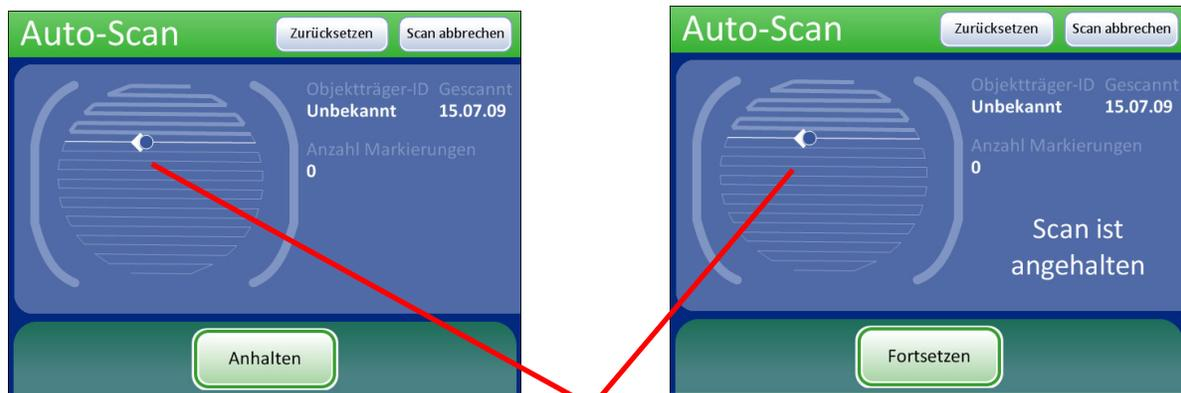 Auto-Scan
Zurücksetzen
Scan abbrechen
Objektträger-ID Gescannt
Unbekannt 15.07.09
Anzahl Markierungen
0
Anhalten
Auto-Scan
Zurücksetzen
Scan abbrechen
Objektträger-ID Gescannt
Unbekannt 15.07.09
Anzahl Markierungen
0
Scan ist
angehalten
Fortsetzen